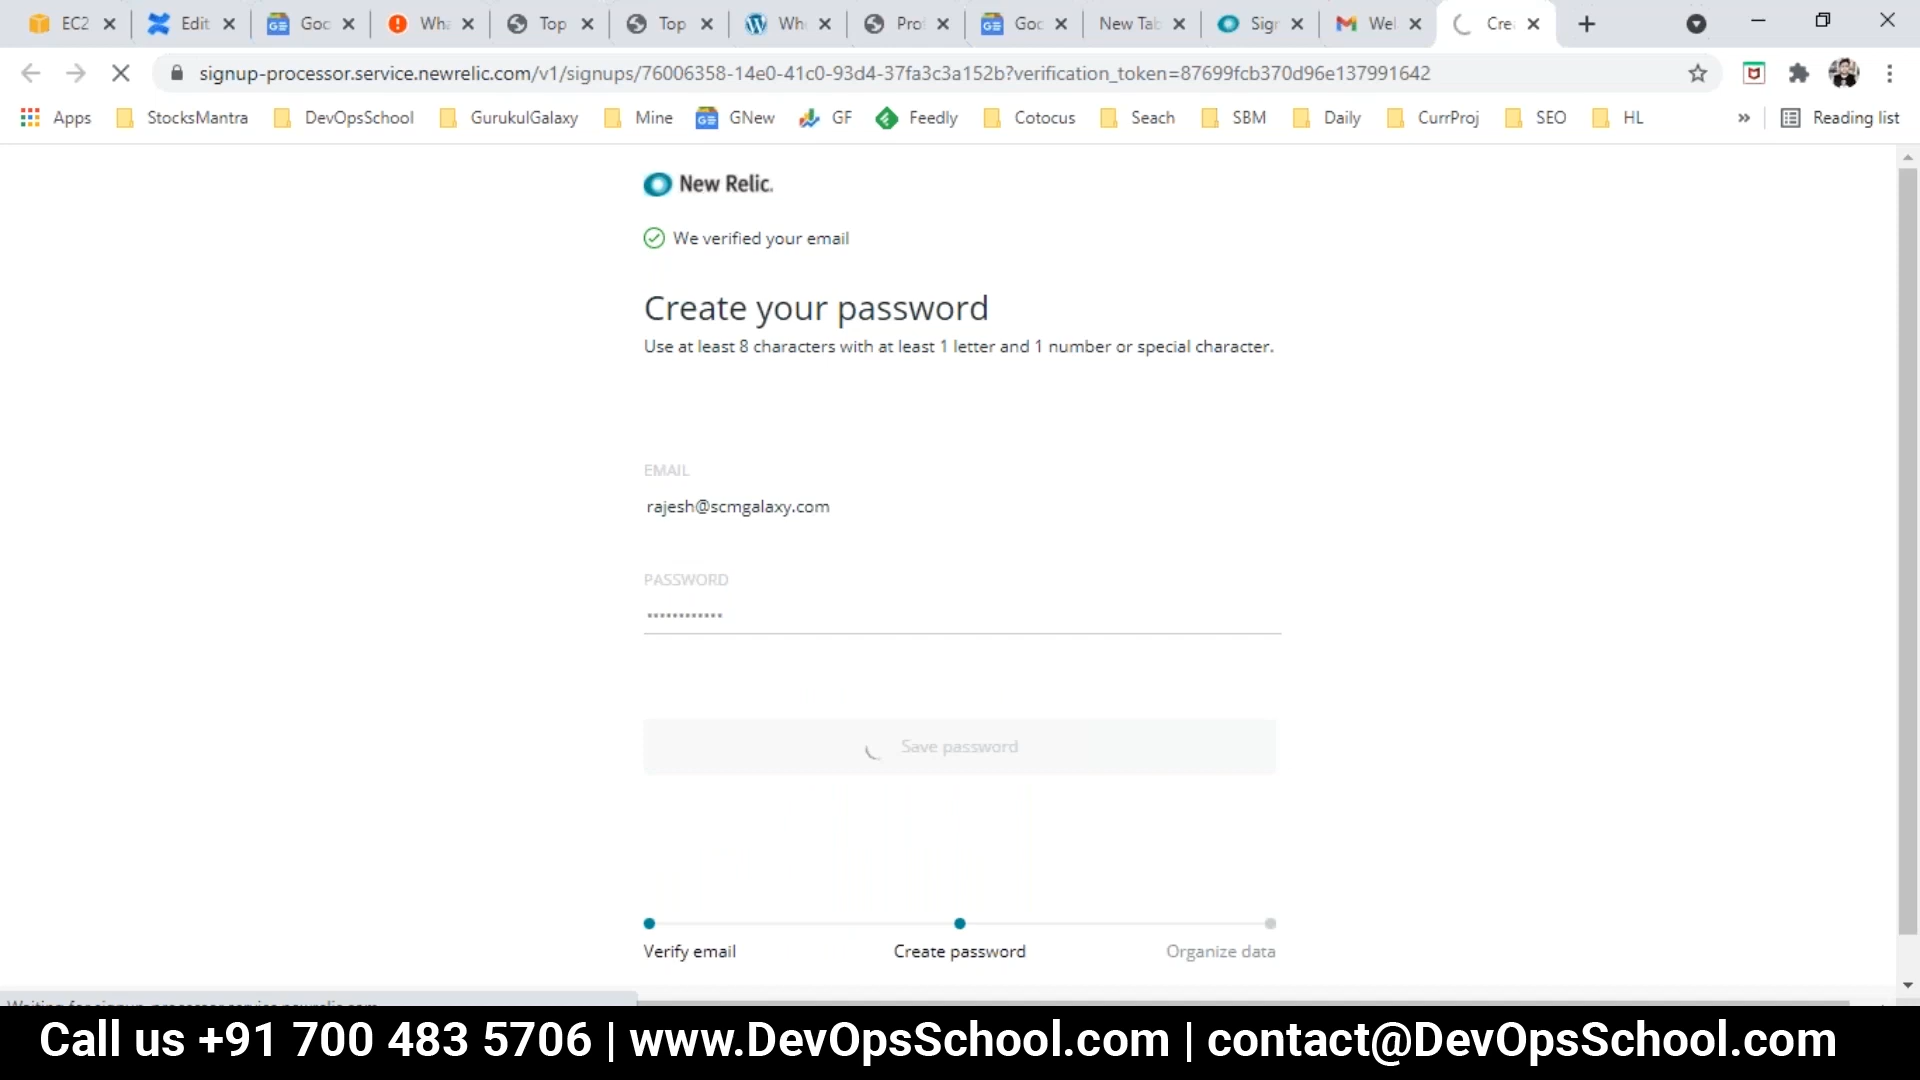 EC2 Edit Goo Wha Top Top Wh Pro Goo New Tab Sign Wel Cre
signup-processor.service.newrelic.com/v1/signups/76006358-14e0-41c0-93d4-37fa3c3a152b?verification_token=87699fcb370d96e137991642
Apps StocksMantra DevOpsSchool GurukulGalaxy Mine GNew GF Feedly Cotocus Seach SBM Daily CurrProj SEO HL » Reading list
New Relic.
We verified your email
Create your password
Use at least 8 characters with at least 1 letter and 1 number or special character.
EMAIL
rajesh@scmgalaxy.com
PASSWORD
••••••••••••
Save password
Verify email Create password Organize data
Call us +91 700 483 5706 | www.DevOpsSchool.com | contact@DevOpsSchool.com